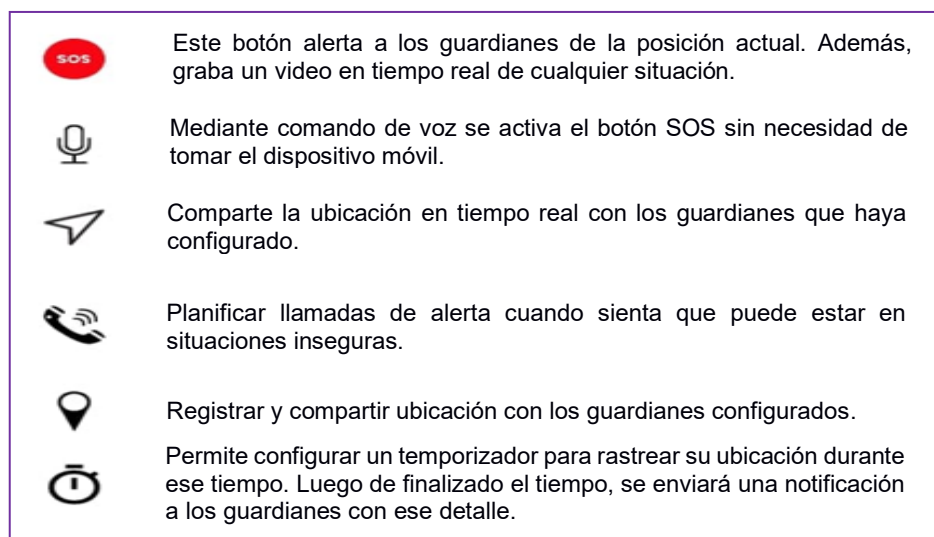 SOS
Este botón alerta a los guardianes de la posición actual. Además,
graba un video en tiempo real de cualquier situación.
Mediante comando de voz se activa el botón SOS sin necesidad de
tomar el dispositivo móvil.
Comparte la ubicación en tiempo real con los guardianes que haya
configurado.
Planificar llamadas de alerta cuando sienta que puede estar en
situaciones inseguras.
Registrar y compartir ubicación con los guardianes configurados.
Permite configurar un temporizador para rastrear su ubicación durante
ese tiempo. Luego de finalizado el tiempo, se enviará una notificación
a los guardianes con ese detalle.